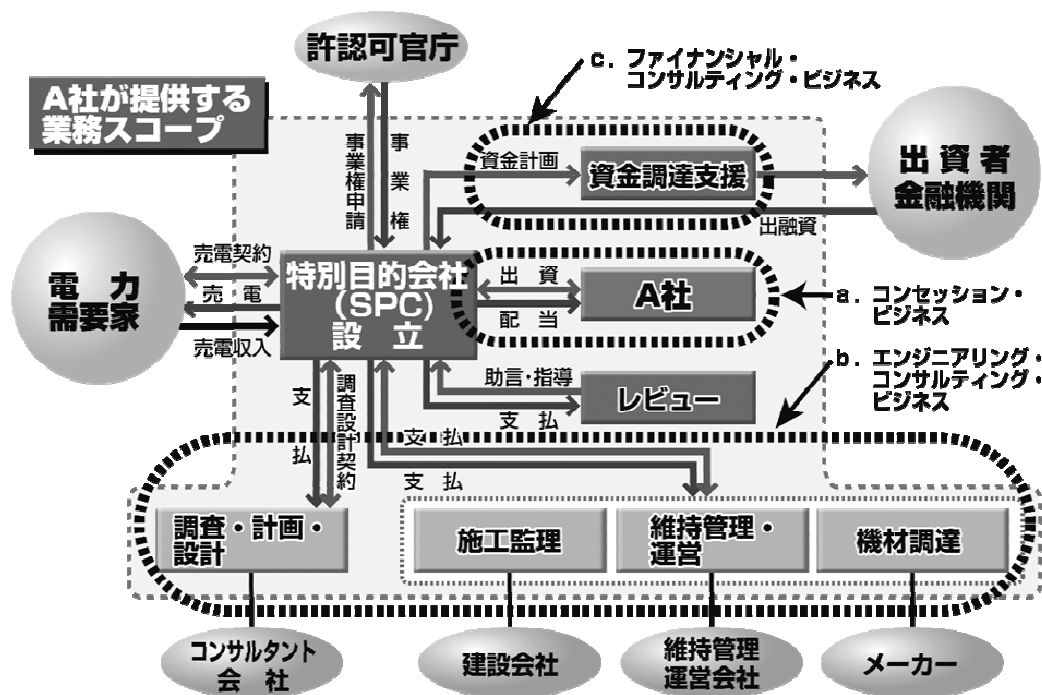 許認可官庁
c. ファイナンシャル・
コンサルティング・ビジネス
A社が提供する
業務スコープ
事業権申請
事業権
資金計画
資金調達支援
出資者
金融機関
出融資
電力
需要家
売電契約
売電
売電収入
特別目的会社
(SPC)
設立
出資
配当
A社
a. コンセッション・
ビジネス
b. エンジニアリング・
コンサルティング・
ビジネス
助言・指導
支払
レビュー
支払
調査設計契約
支払
支払
調査・計画・
設計
施工監理
維持管理・
運営
機材調達
コンサルタント
会社
建設会社
維持管理
運営会社
メーカー